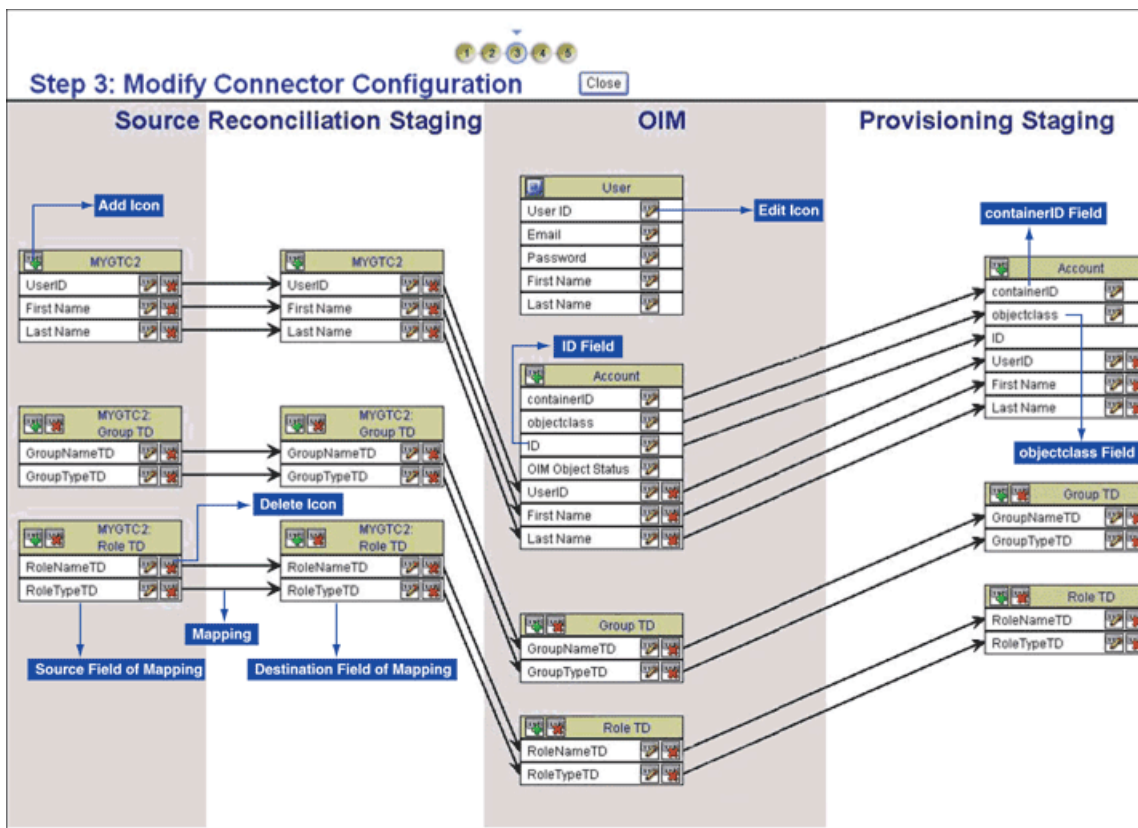 1 2 3 4 5
Step 3: Modify Connector Configuration
Close
Source Reconciliation Staging
OIM
Provisioning Staging
Add Icon
MYGTC2
UserID
First Name
Last Name
MYGTC2:
Group TD
GroupNameTD
GroupTypeTD
MYGTC2:
Role TD
RoleNameTD
RoleTypeTD
Delete Icon
Mapping
Source Field of Mapping
MYGTC2
UserID
First Name
Last Name
MYGTC2:
Group TD
GroupNameTD
GroupTypeTD
MYGTC2:
Role TD
RoleNameTD
RoleTypeTD
Destination Field of Mapping
User
User ID
Email
Password
First Name
Last Name
Edit Icon
ID Field
Account
containerID
objectclass
ID
OIM Object Status
UserID
First Name
Last Name
Group TD
GroupNameTD
GroupTypeTD
Role TD
RoleNameTD
RoleTypeTD
containerID Field
Account
containerID
objectclass
ID
UserID
First Name
Last Name
objectclass Field
Group TD
GroupNameTD
GroupTypeTD
Role TD
RoleNameTD
RoleTypeTD